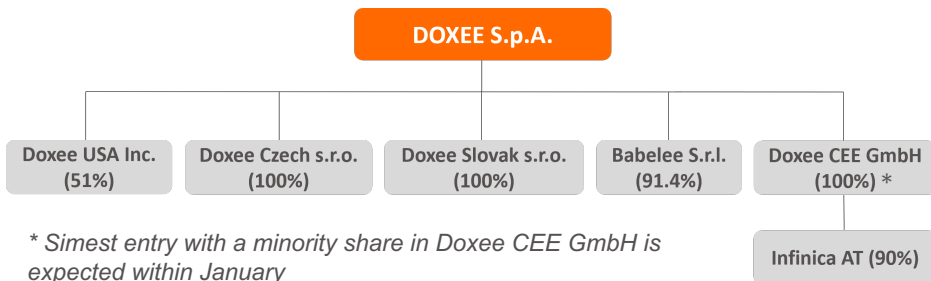 DOXEE S.p.A.
Doxee USA Inc.
(51%)
Doxee Czech s.r.o.
(100%)
Doxee Slovak s.r.o.
(100%)
Babelee S.r.l.
(91.4%)
Doxee CEE GmbH
(100%) *
* Simest entry with a minority share in Doxee CEE GmbH is
expected within January
Infinica AT (90%)